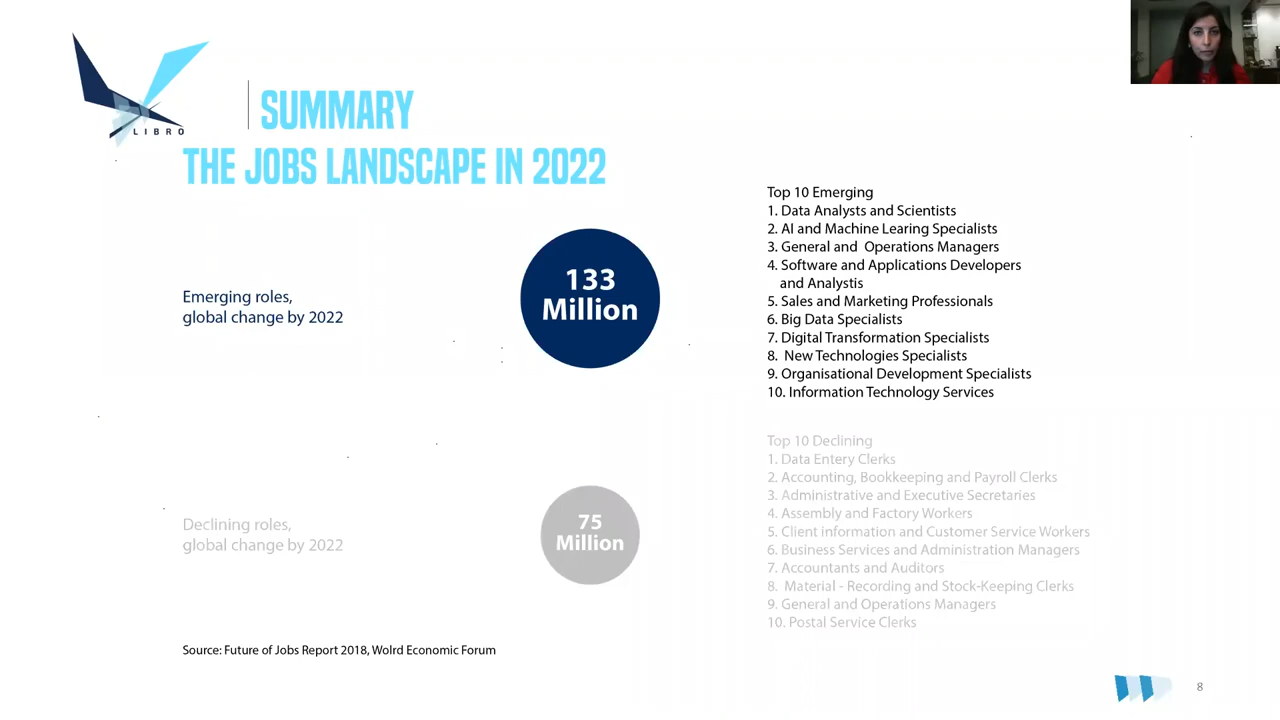 LIBRO
SUMMARY
THE JOBS LANDSCAPE IN 2022
Emerging roles,
global change by 2022
133
Million
Top 10 Emerging
1. Data Analysts and Scientists
2. AI and Machine Learing Specialists
3. General and Operations Managers
4. Software and Applications Developers
and Analystis
5. Sales and Marketing Professionals
6. Big Data Specialists
7. Digital Transformation Specialists
8. New Technologies Specialists
9. Organisational Development Specialists
10. Information Technology Services
Declining roles,
global change by 2022
75
Million
Top 10 Declining
1. Data Entery Clerks
2. Accounting, Bookkeeping and Payroll Clerks
3. Administrative and Executive Secretaries
4. Assembly and Factory Workers
5. Client information and Customer Service Workers
6. Business Services and Administration Managers
7. Accountants and Auditors
8. Material - Recording and Stock-Keeping Clerks
9. General and Operations Managers
10. Postal Service Clerks
Source: Future of Jobs Report 2018, Wolrd Economic Forum
8